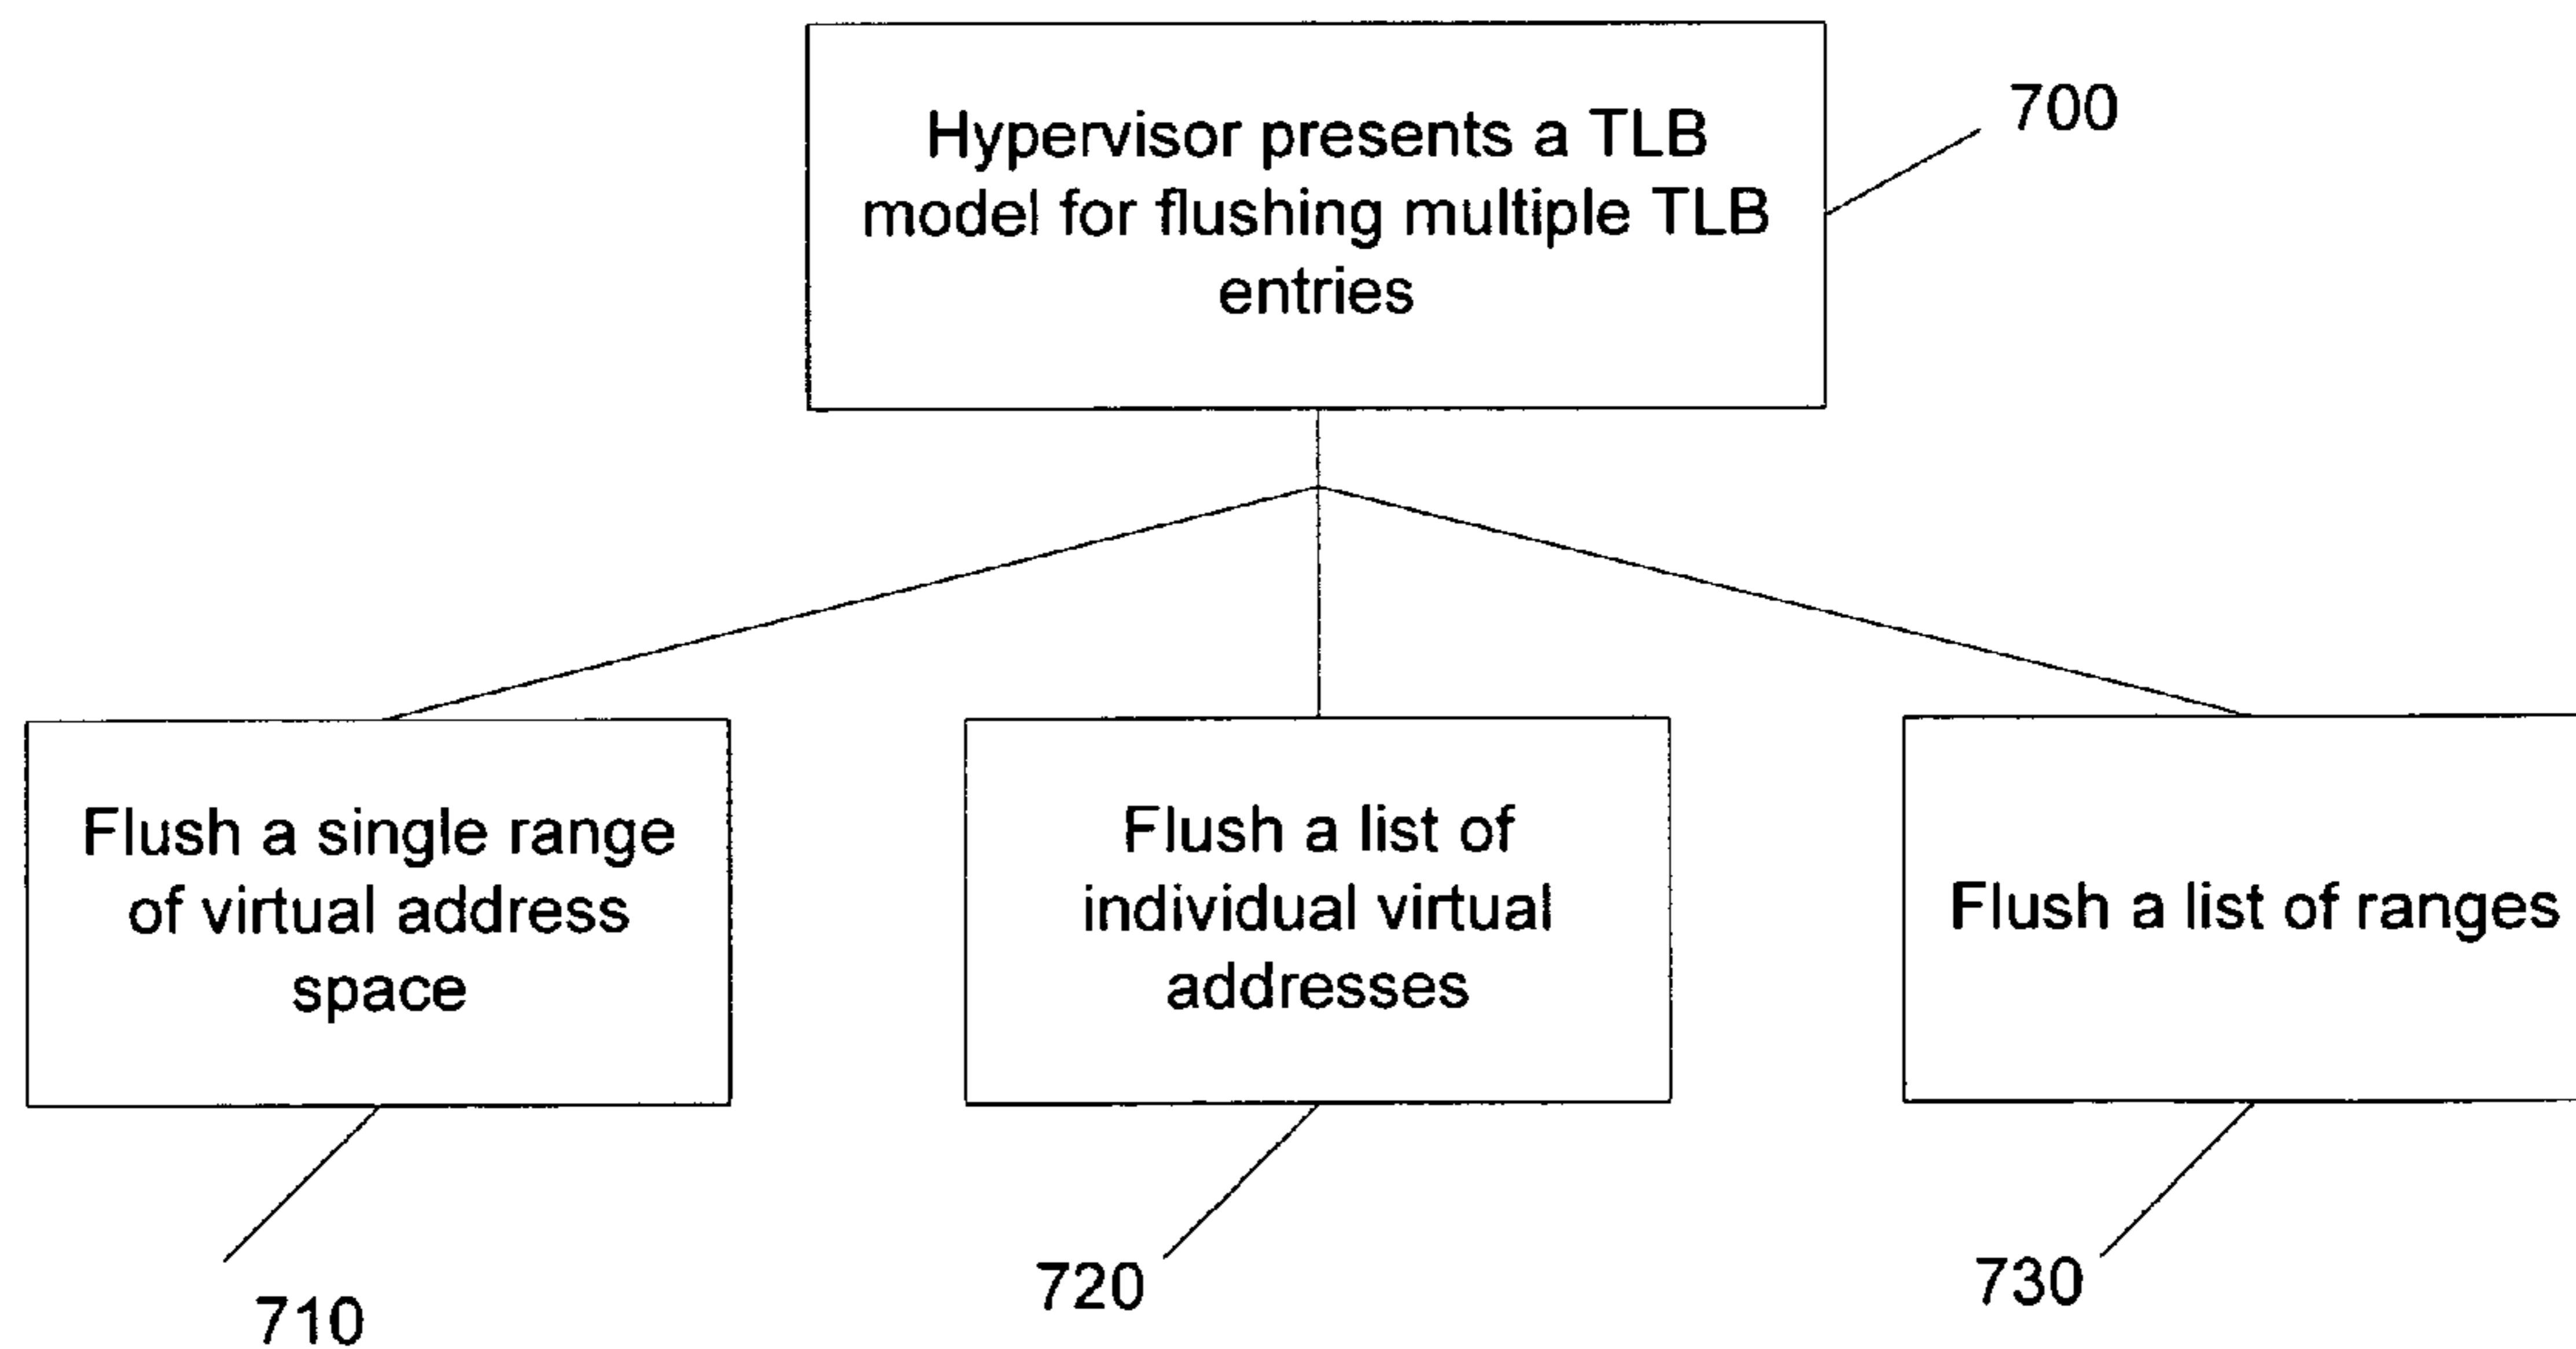 Hypervisor presents a TLB
model for flushing multiple TLB
entries
700
Flush a single range
of virtual address
space
Flush a list of
individual virtual
addresses
Flush a list of ranges
710
720
730